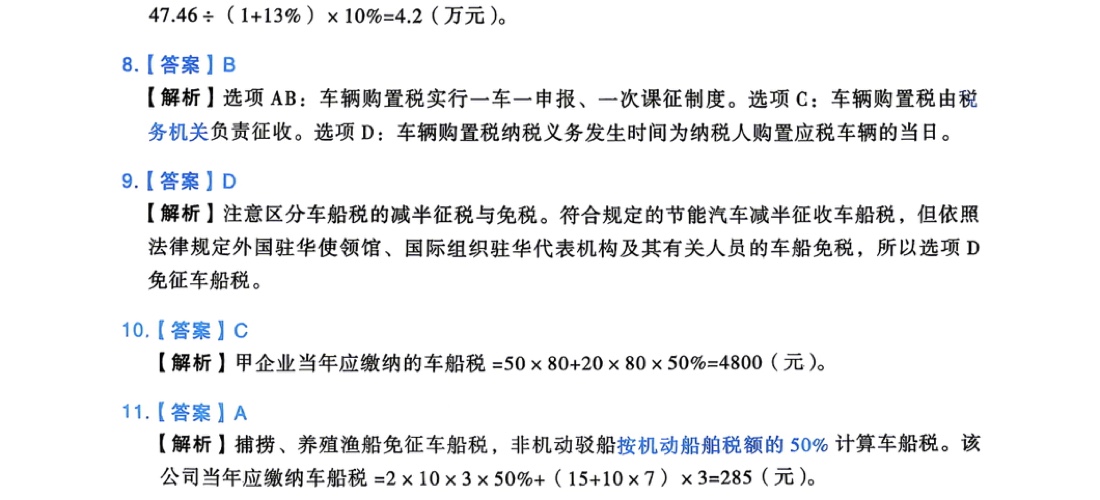 47.46÷（1+13%）×10%=4.2（万元）。
8.【答案】B
【解析】选项 AB：车辆购置税实行一车一申报、一次课征制度。选项 C：车辆购置税由税
务机关负责征收。选项 D：车辆购置税纳税义务发生时间为纳税人购置应税车辆的当日。
9.【答案】D
【解析】注意区分车船税的减半征税与免税。符合规定的节能汽车减半征收车船税，但依照
法律规定外国驻华使领馆、国际组织驻华代表机构及其有关人员的车船免税，所以选项 D
免征车船税。
10.【答案】C
【解析】甲企业当年应缴纳的车船税 =50×80+20×80×50%=4800（元）。
11.【答案】A
【解析】捕捞、养殖渔船免征车船税，非机动驳船按机动船舶税额的 50% 计算车船税。该
公司当年应缴纳车船税 =2×10×3×50%+（15+10×7）×3=285（元）。